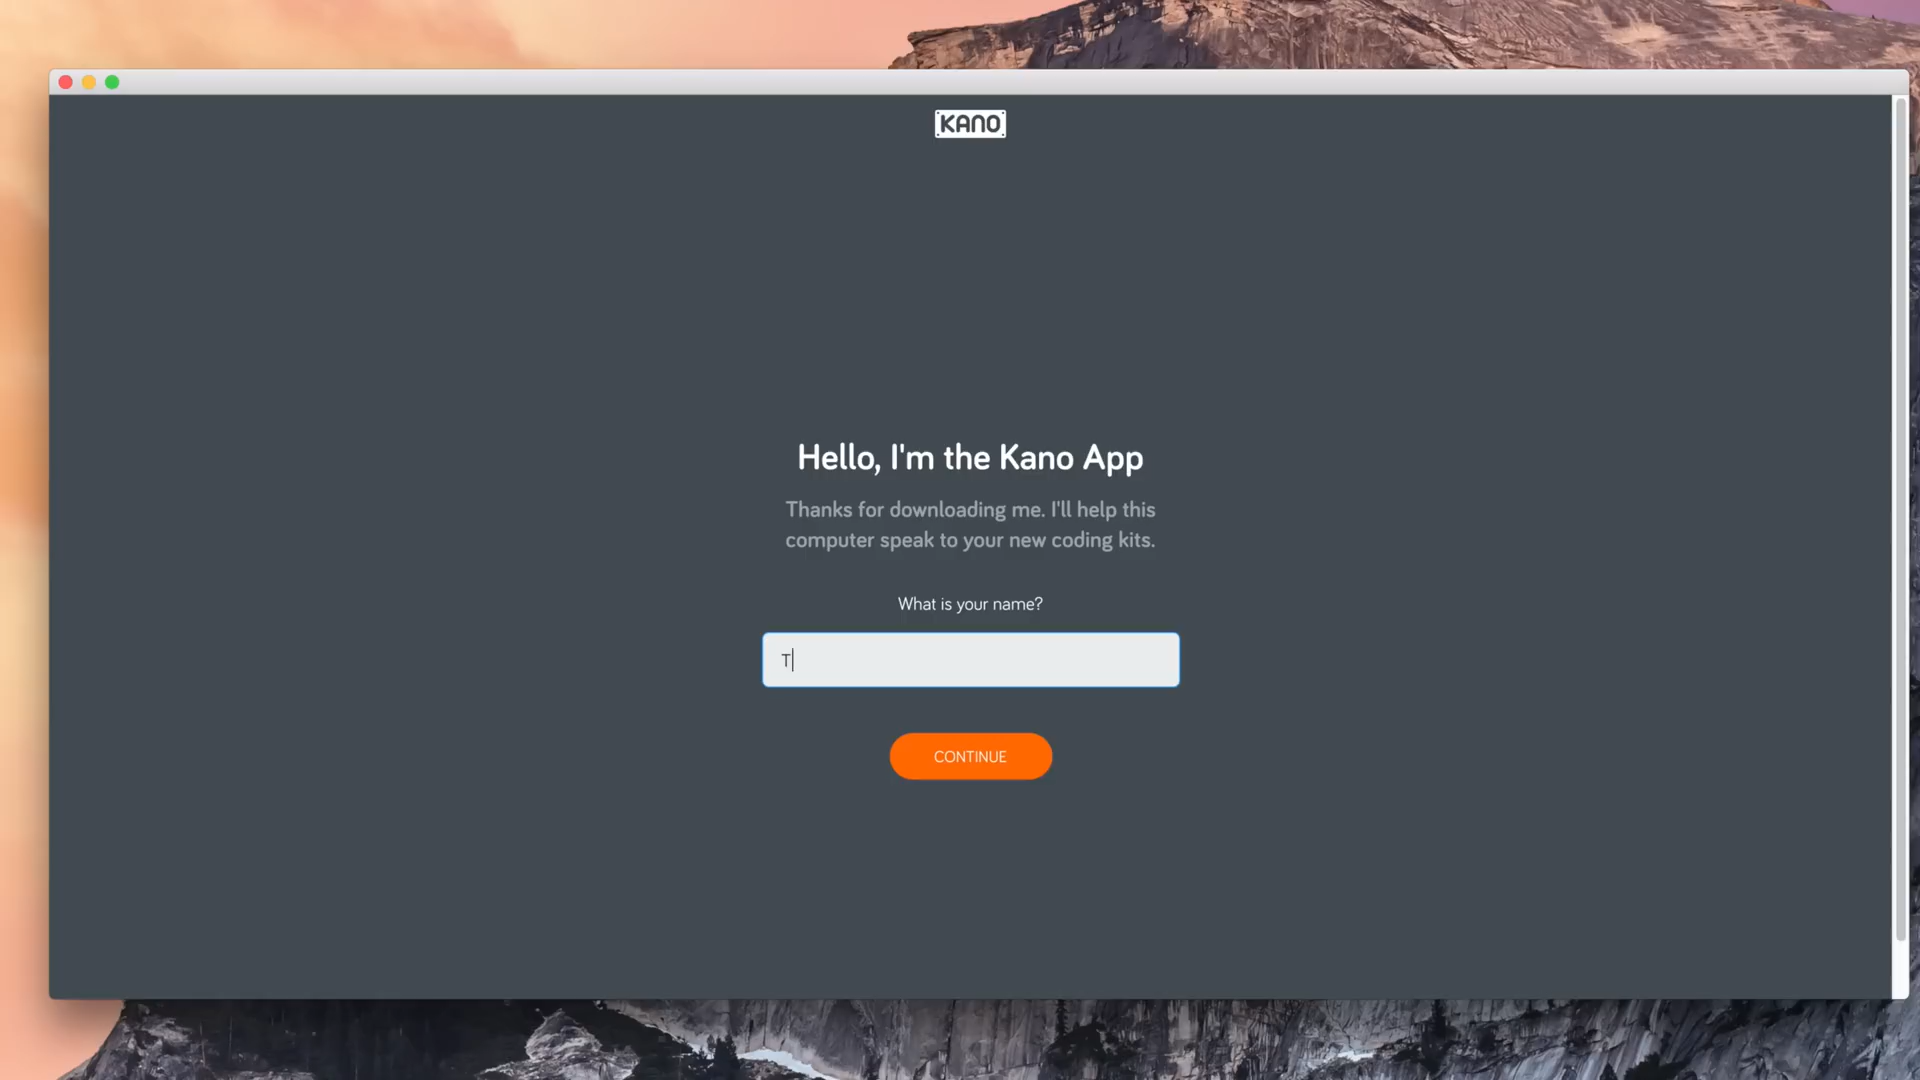 KANO
Hello, I'm the Kano App
Thanks for downloading me. I'll help this
computer speak to your new coding kits.
What is your name?
T
CONTINUE